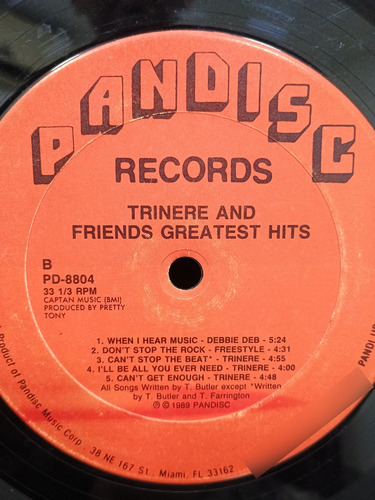 PANDISC
RECORDS
TRINERE AND
FRIENDS GREATEST HITS
B
PD-8804
33 1/3 RPM
CAPTAN MUSIC (BMI)
PRODUCED BY PRETTY
TONY
1. WHEN I HEAR MUSIC - DEBBIE DEB - 5:24
2. DON'T STOP THE ROCK - FREESTYLE - 4:31
3. CAN'T STOP THE BEAT* - TRINERE - 4:55
4. I'LL BE ALL YOU EVER NEED - TRINERE - 4:00
5. CAN'T GET ENOUGH - TRINERE - 4:48
All Songs Written by T. Butler except *Written
by T. Butler and T. Farrington
℗ © 1989 PANDISC
Product of Pandisc Music Corp. 38 NE 167 St., Miami, FL 33162